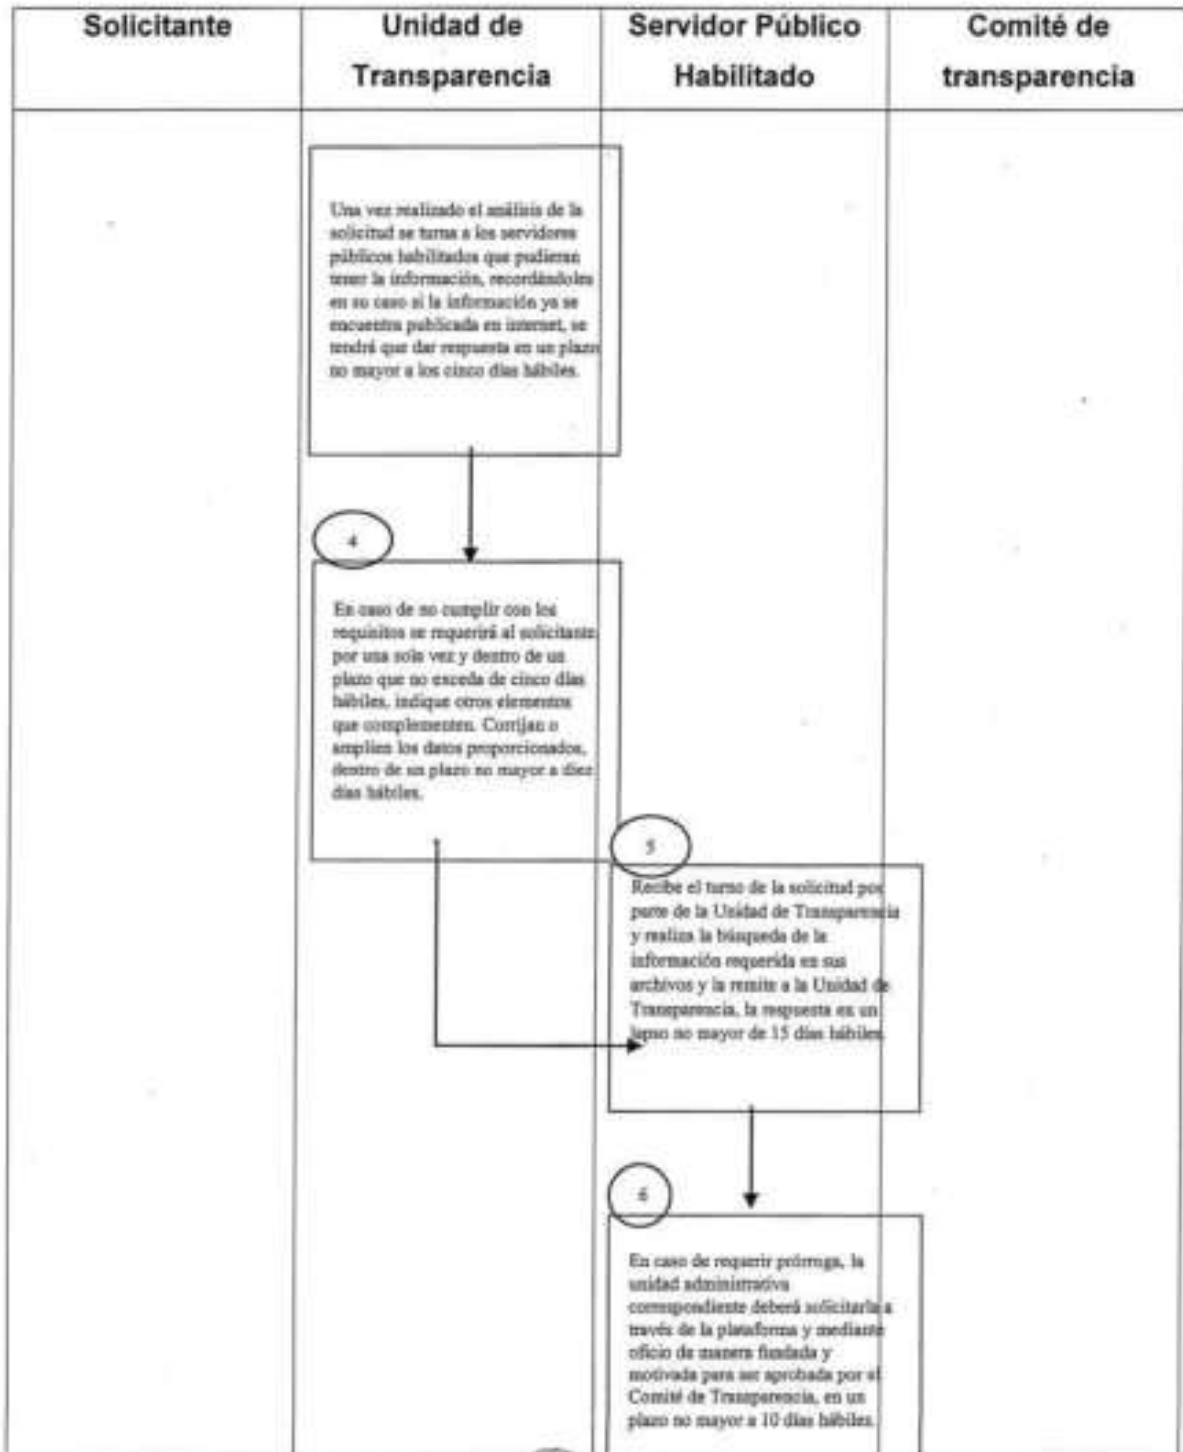 Solicitante
Unidad de
Transparencia
Servidor Público
Habilitado
Comité de
transparencia
Una vez realizado el análisis de la
solicitud se turna a los servidores
públicos habilitados que pudieran
tener la información, recordándoles
en su caso si la información ya se
encuentra publicada en internet, se
tendrá que dar respuesta en un plazo
no mayor a los cinco días hábiles.
4
En caso de no cumplir con los
requisitos se requerirá al solicitante
por una sola vez y dentro de un
plazo que no exceda de cinco días
hábiles, indique otros elementos
que complementen. Corrijan o
amplíen los datos proporcionados,
dentro de un plazo no mayor a diez
días hábiles.
5
Recibe el turno de la solicitud por
parte de la Unidad de Transparencia
y realiza la búsqueda de la
información requerida en sus
archivos y la remite a la Unidad de
Transparencia, la respuesta en un
lapso no mayor de 15 días hábiles.
6
En caso de requerir prórroga, la
unidad administrativa
correspondiente deberá solicitarla a
través de la plataforma y mediante
oficio de manera fundada y
motivada para ser aprobada por el
Comité de Transparencia, en un
plazo no mayor a 10 días hábiles.